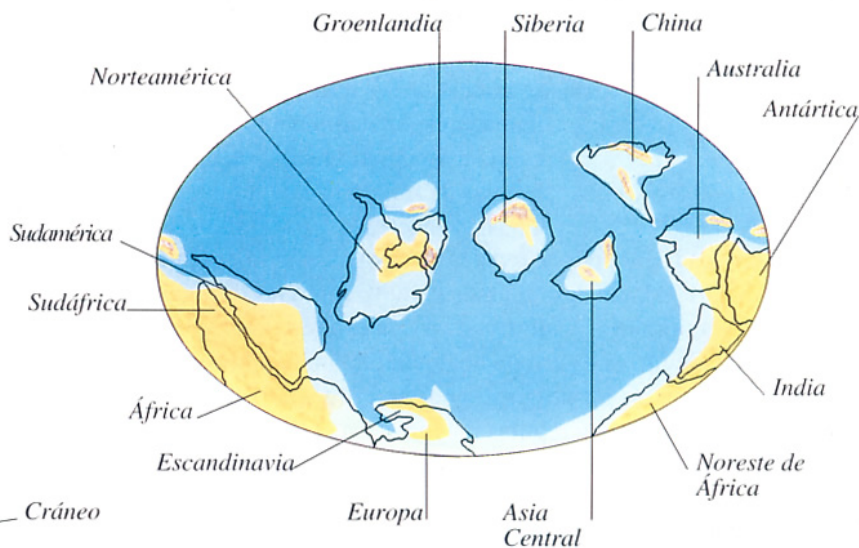 Groenlandia
Siberia
China
Norteamérica
Australia
Antártica
Sudamérica
Sudáfrica
África
India
Escandinavia
Noreste de
África
Cráneo
Europa
Asia
Central